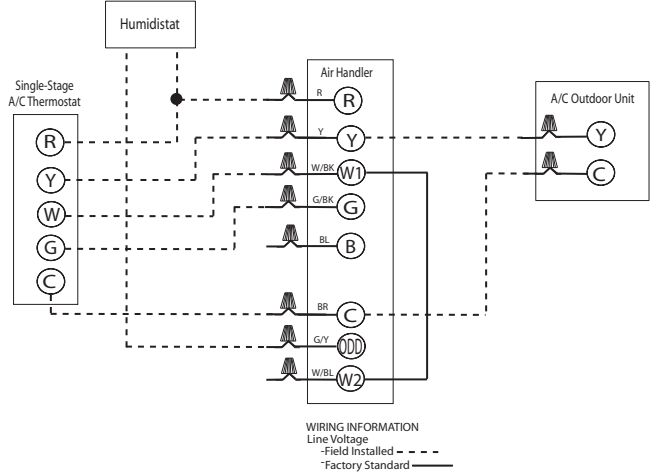 Humidistat
Single-Stage
A/C Thermostat
R
Y
W
G
C
Air Handler
R R
Y Y
W/BK W1
G/BK G
BL B
BR C
G/Y ODD
W/BL W2
A/C Outdoor Unit
Y
C
WIRING INFORMATION
Line Voltage
-Field Installed
-Factory Standard